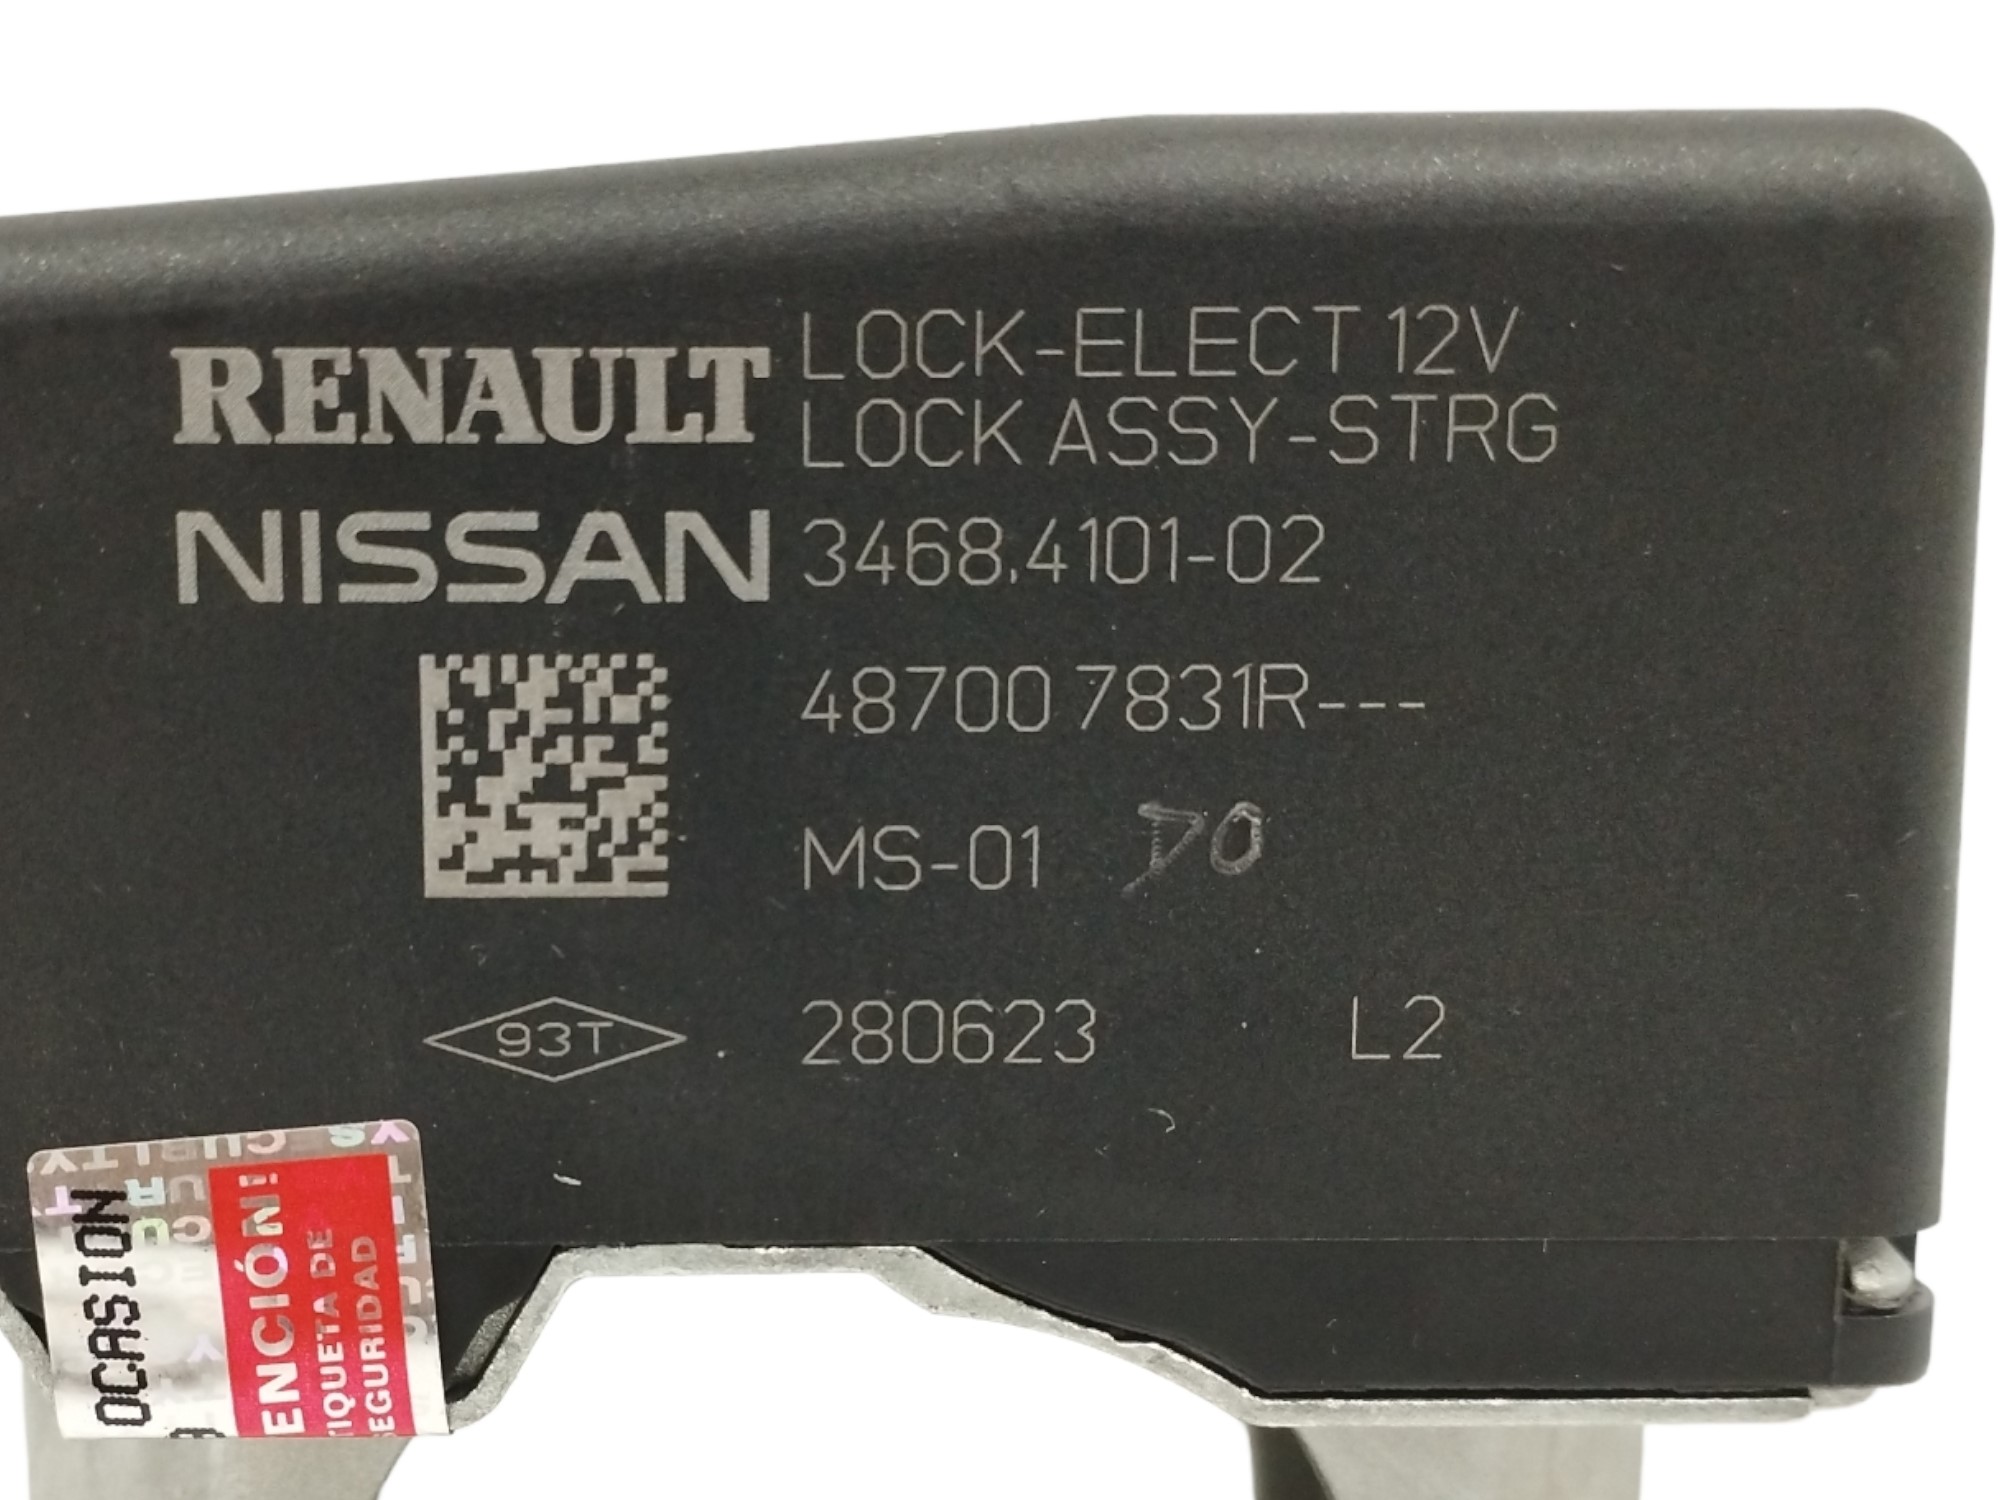 RENAULT LOCK-ELECT 12V
LOCK ASSY-STRG
NISSAN 3468.4101-02
48700 7831R---
MS-01 DO
93T 280623 L2
OCASION
ENCIÓN!
TIQUETA DE
SEGURIDAD